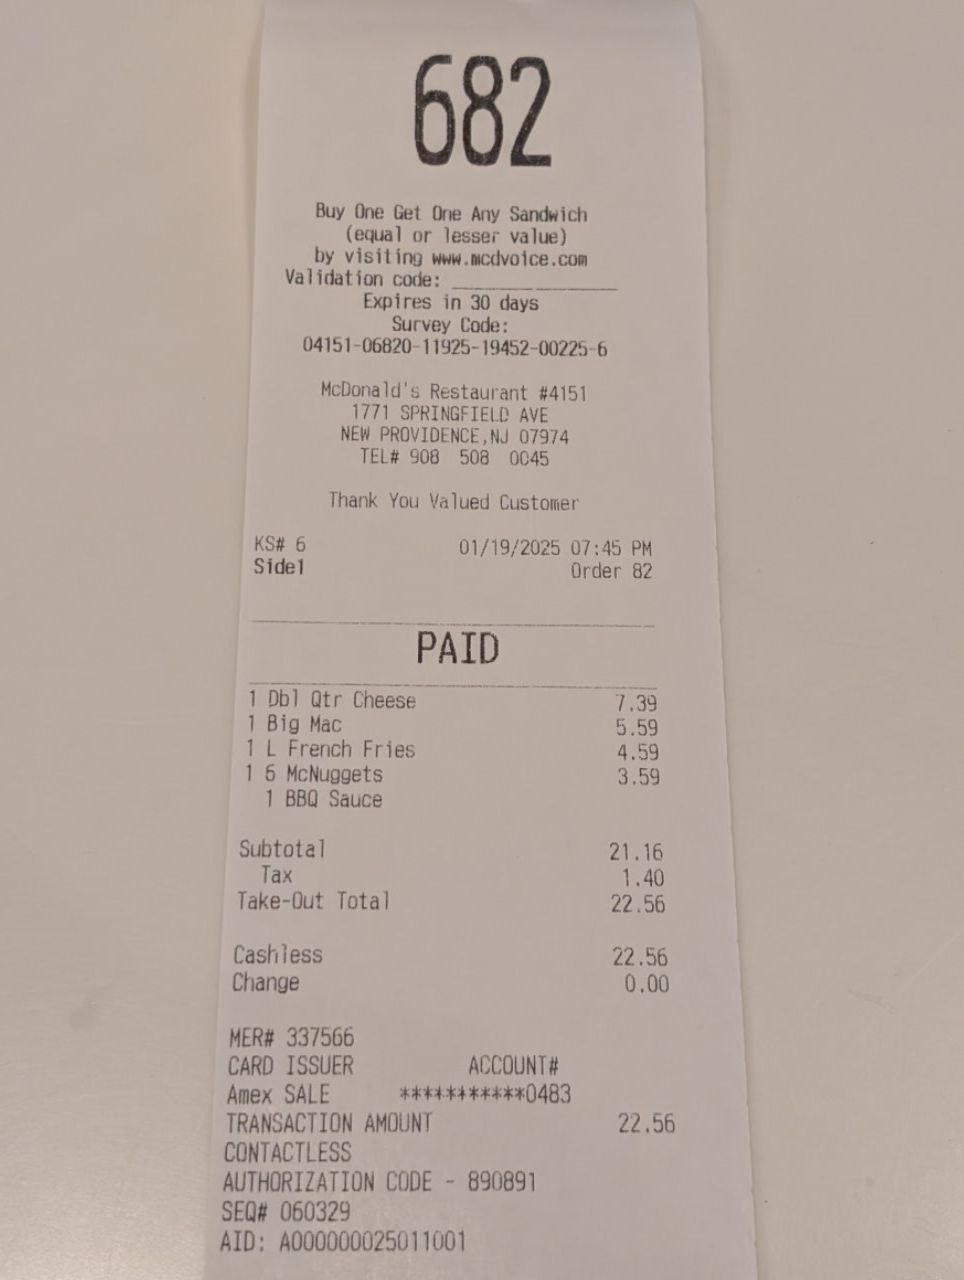 682
Buy One Get One Any Sandwich
(equal or lesser value)
by visiting www.mcdvoice.com
Validation code: ____________
Expires in 30 days
Survey Code:
04151-06820-11925-19452-00225-6
McDonald's Restaurant #4151
1771 SPRINGFIELD AVE
NEW PROVIDENCE,NJ 07974
TEL# 908 508 0045
Thank You Valued Customer
KS# 6 01/19/2025 07:45 PM
Side1 Order 82
PAID
1 Dbl Qtr Cheese 7.39
1 Big Mac 5.59
1 L French Fries 4.59
1 6 McNuggets 3.59
1 BBQ Sauce
Subtotal 21.16
Tax 1.40
Take-Out Total 22.56
Cashless 22.56
Change 0.00
MER# 337566
CARD ISSUER ACCOUNT#
Amex SALE ***********0483
TRANSACTION AMOUNT 22.56
CONTACTLESS
AUTHORIZATION CODE - 890891
SEQ# 060329
AID: A000000025011001